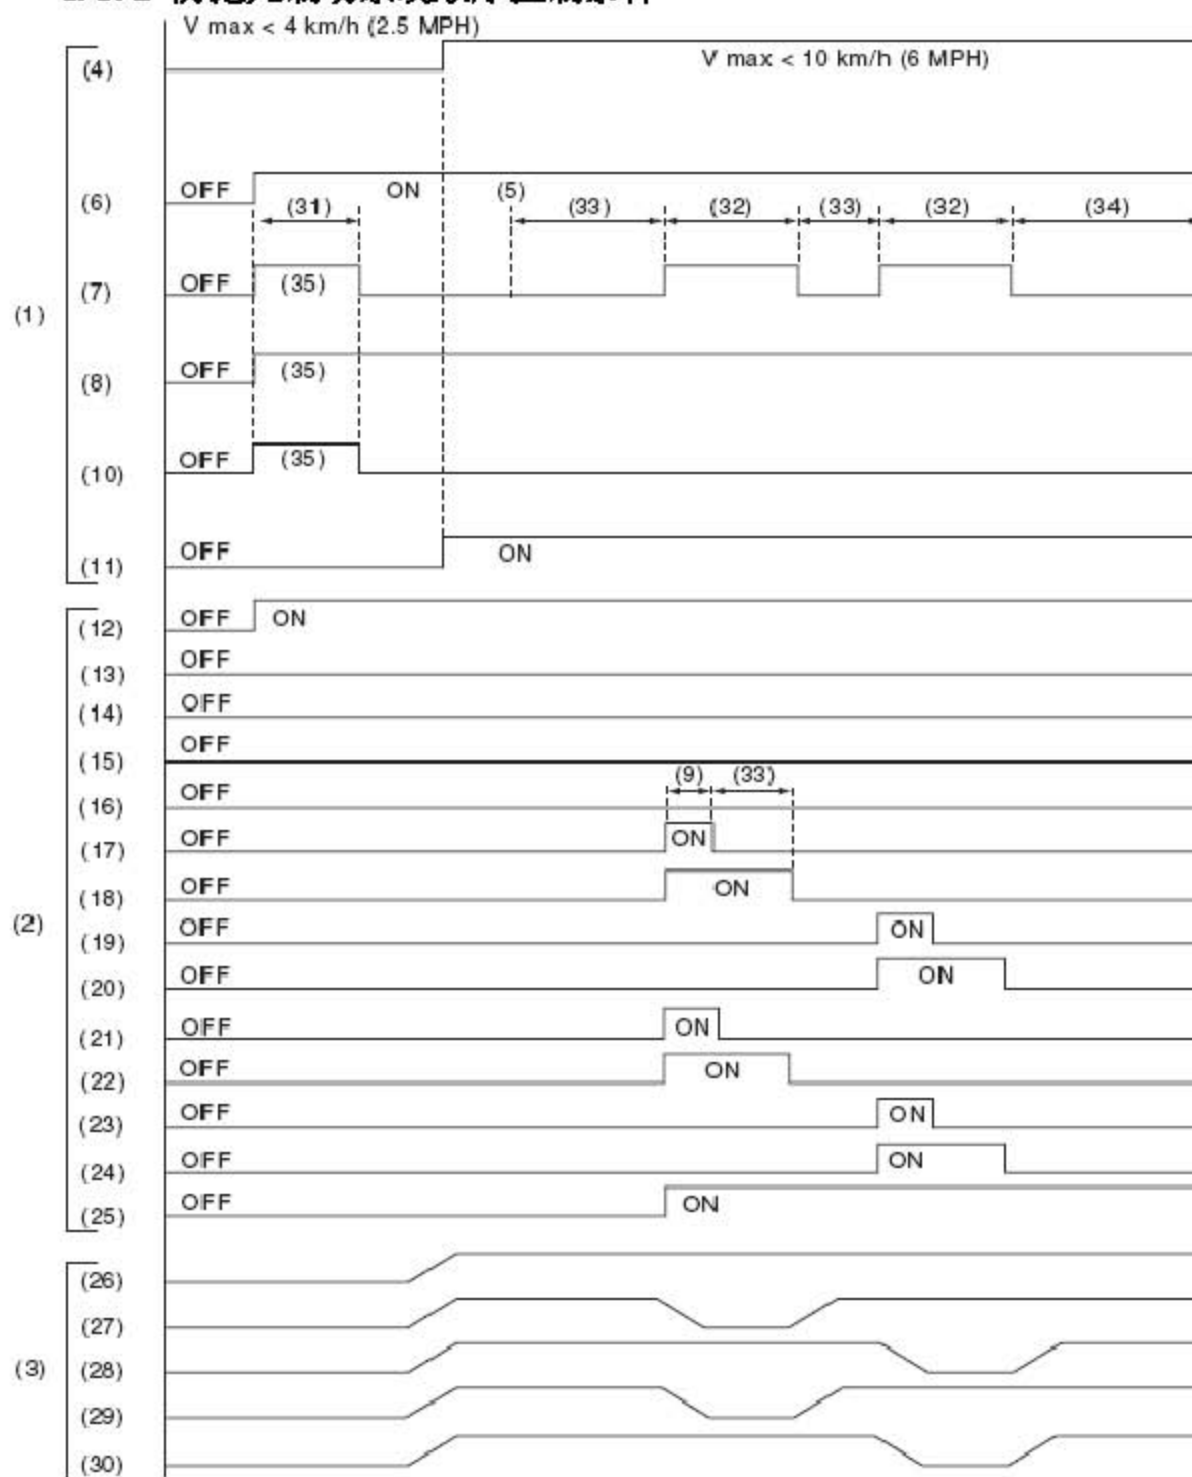 V max < 4 km/h (2.5 MPH)
(4)
V max < 10 km/h (6 MPH)
(6) OFF ON (5)
(31) (33) (32) (33) (32) (34)
(7) OFF (35)
(1)
(8) OFF (35)
(10) OFF (35)
(11) OFF ON
(12) OFF ON
(13) OFF
(14) OFF
(15) OFF
(9) (33)
(16) OFF
(17) OFF ON
(18) OFF ON
(2)
(19) OFF ON
(20) OFF ON
(21) OFF ON
(22) OFF ON
(23) OFF ON
(24) OFF ON
(25) OFF ON
(26)
(27)
(28)
(3)
(29)
(30)